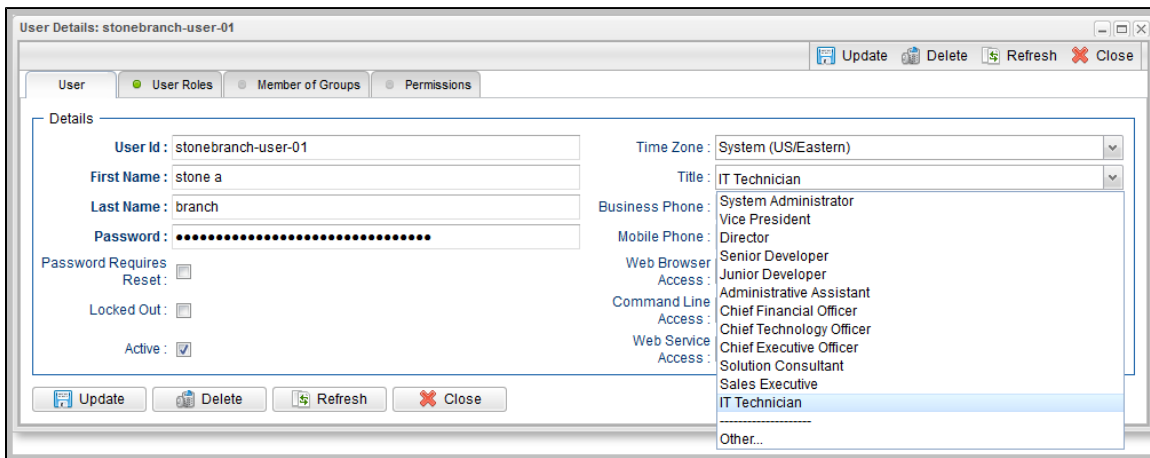 User Details: stonebranch-user-01
Update Delete Refresh Close
User User Roles Member of Groups Permissions
Details
User Id : stonebranch-user-01
Time Zone : System (US/Eastern)
First Name : stone a
Title : IT Technician
Last Name : branch
Business Phone :
Password : ••••••••••••••••••••••••••••••••
Mobile Phone :
Password Requires
Reset :
Web Browser
Access :
Locked Out :
Command Line
Access :
Active :
Web Service
Access :
System Administrator
Vice President
Director
Senior Developer
Junior Developer
Administrative Assistant
Chief Financial Officer
Chief Technology Officer
Chief Executive Officer
Solution Consultant
Sales Executive
IT Technician
--------------------
Other...
Update Delete Refresh Close